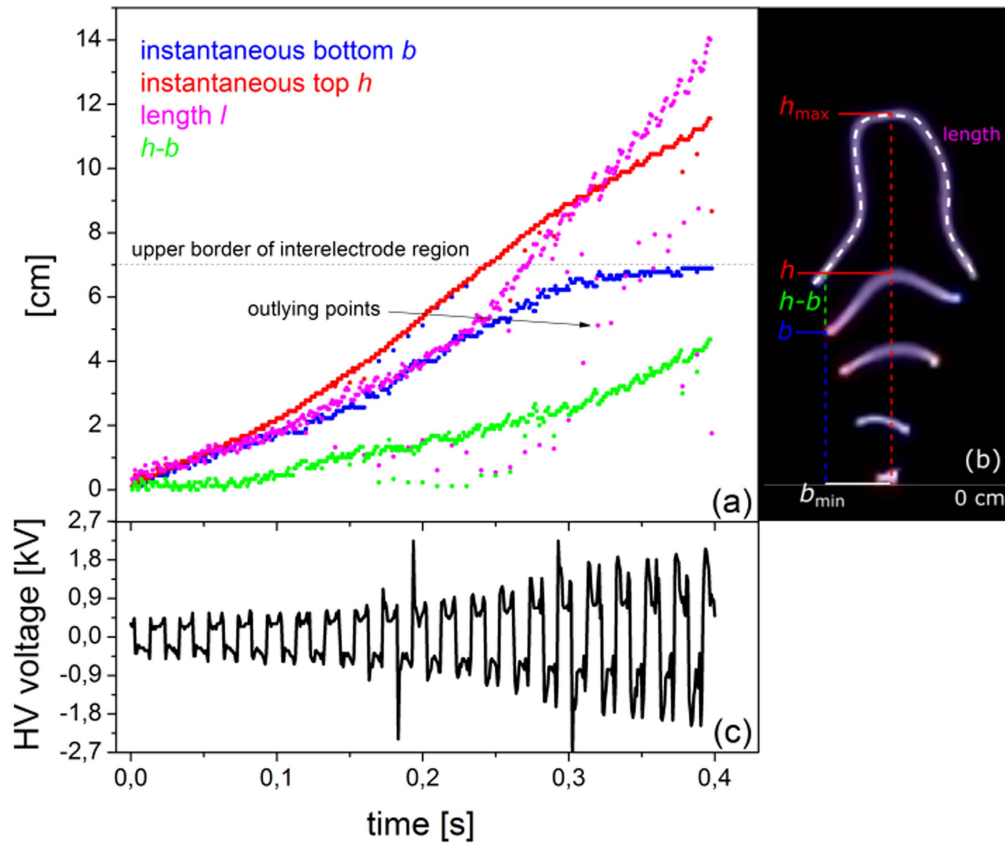 14
12
10
8
6
4
2
0
[cm]
instantaneous bottom b
instantaneous top h
length l
h-b
upper border of interelectrode region
outlying points
(a)
h max
length
h
h-b
b
(b)
b min
0 cm
2,7
1,8
0,9
0,0
-0,9
-1,8
-2,7
HV voltage [kV]
(c)
0,0
0,1
0,2
0,3
0,4
time [s]